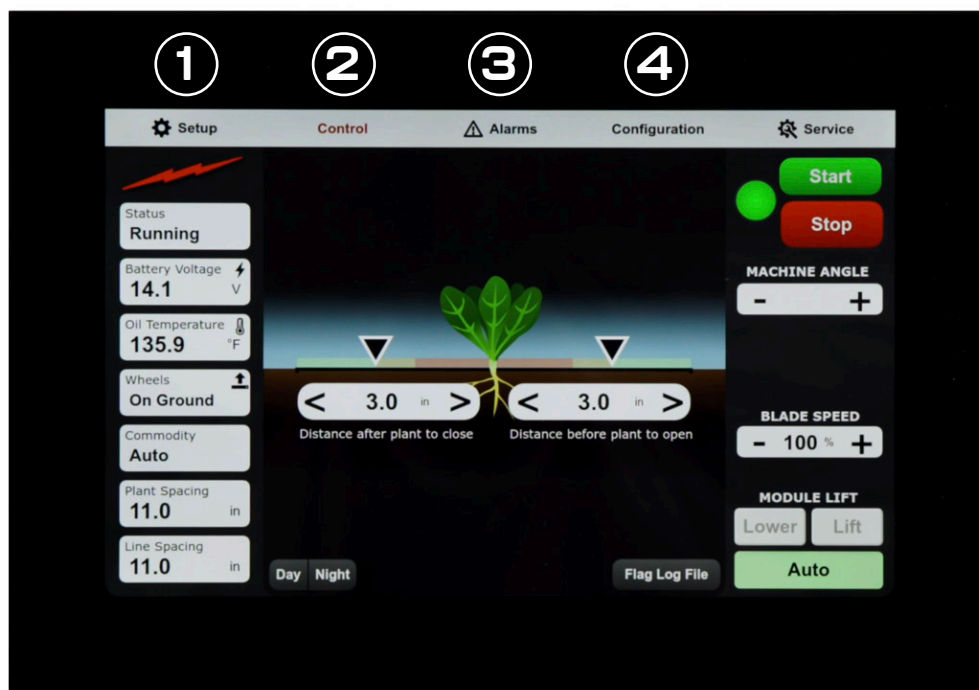 1 2 3 4
Setup Control Alarms Configuration Service
Status
Running
Battery Voltage
14.1 V
Oil Temperature
135.9 °F
Wheels
On Ground
Commodity
Auto
Plant Spacing
11.0 in
Line Spacing
11.0 in
< 3.0 in >
Distance after plant to close
< 3.0 in >
Distance before plant to open
Day Night
Flag Log File
Start
Stop
MACHINE ANGLE
- +
BLADE SPEED
- 100 % +
MODULE LIFT
Lower Lift
Auto